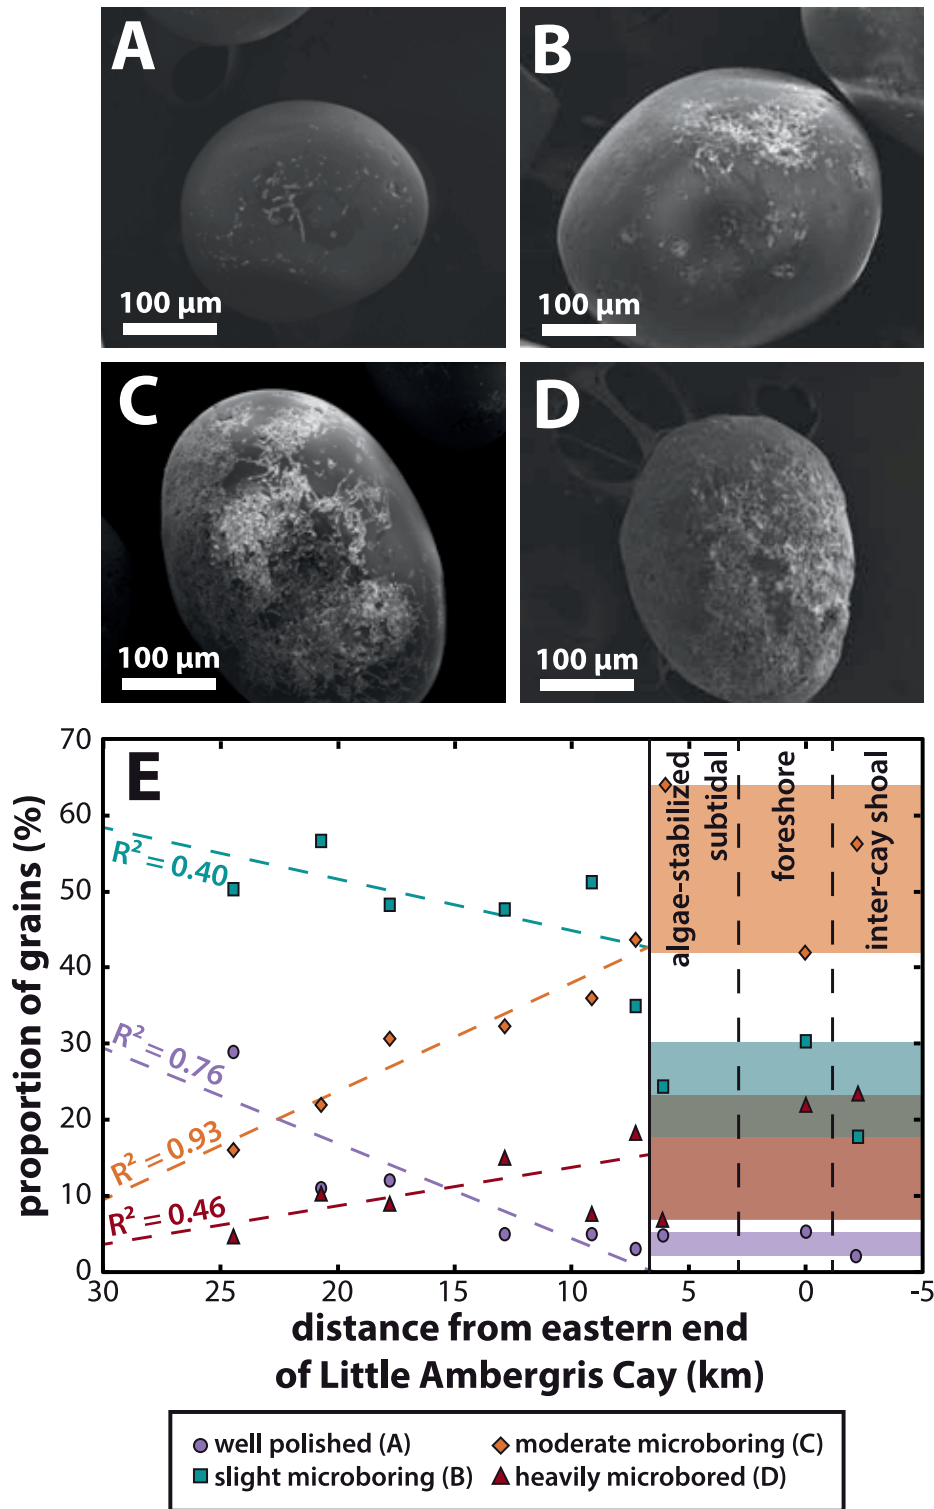 A
100 µm
B
100 µm
C
100 µm
D
100 µm
E
70
60
50
40
30
20
10
0
proportion of grains (%)
R² = 0.40
R² = 0.76
R² = 0.93
R² = 0.46
algae-stabilized
subtidal
foreshore
inter-cay shoal
30
25
20
15
10
5
0
-5
distance from eastern end
of Little Ambergris Cay (km)
well polished (A)
moderate microboring (C)
slight microboring (B)
heavily microbored (D)